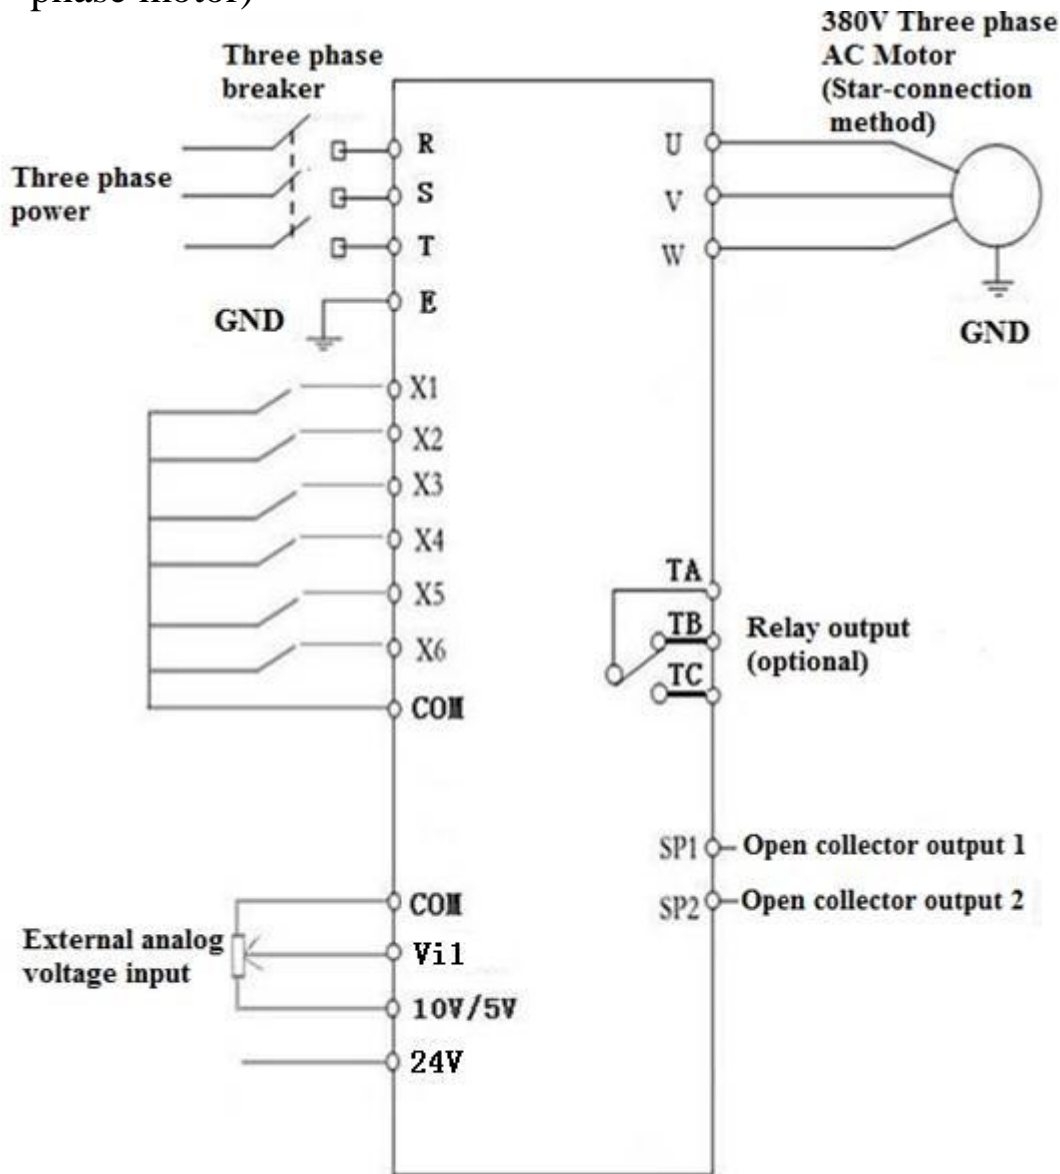 phase motor)
380V Three phase
AC Motor
(Star-connection
method)
Three phase
breaker
Three phase
power
R
S
T
E
GND
U
V
W
GND
X1
X2
X3
X4
X5
X6
COM
TA
TB
TC
Relay output
(optional)
SP1
Open collector output 1
SP2
Open collector output 2
External analog
voltage input
COM
Vi1
10V/5V
24V